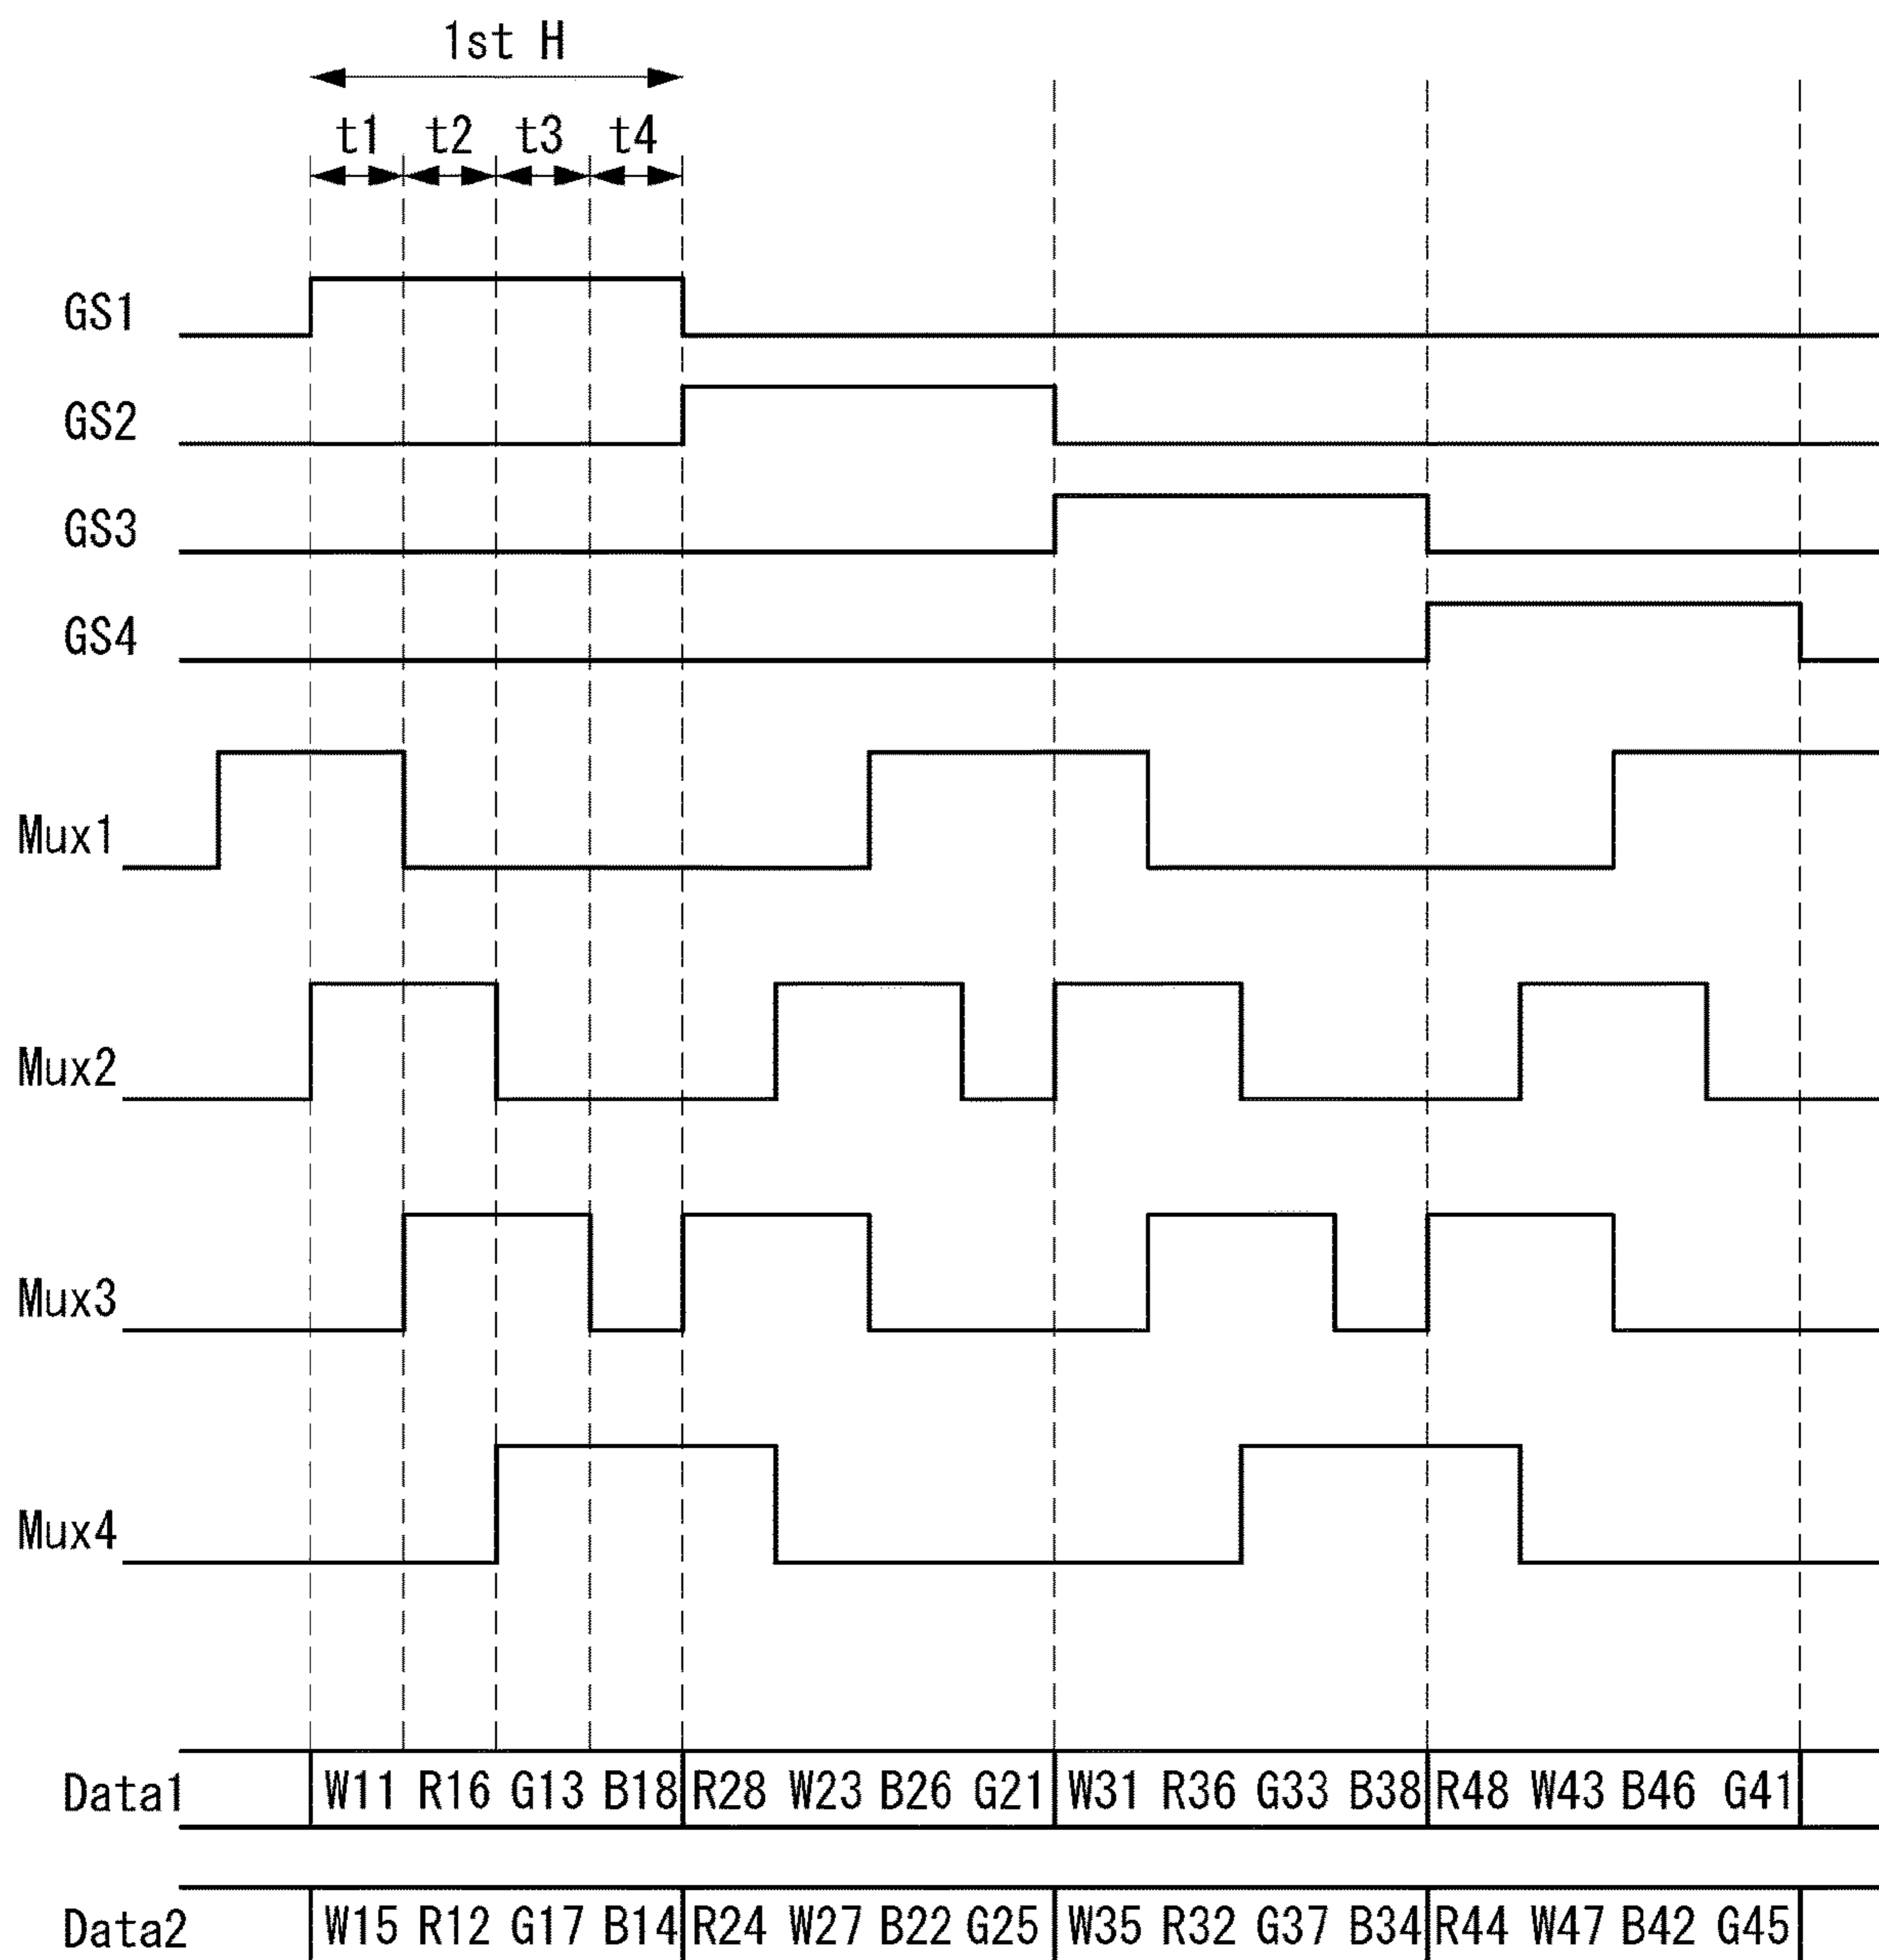 1st H
t1 t2 t3 t4
GS1
GS2
GS3
GS4
Mux1
Mux2
Mux3
Mux4
Data1 W11 R16 G13 B18 R28 W23 B26 G21 W31 R36 G33 B38 R48 W43 B46 G41
Data2 W15 R12 G17 B14 R24 W27 B22 G25 W35 R32 G37 B34 R44 W47 B42 G45